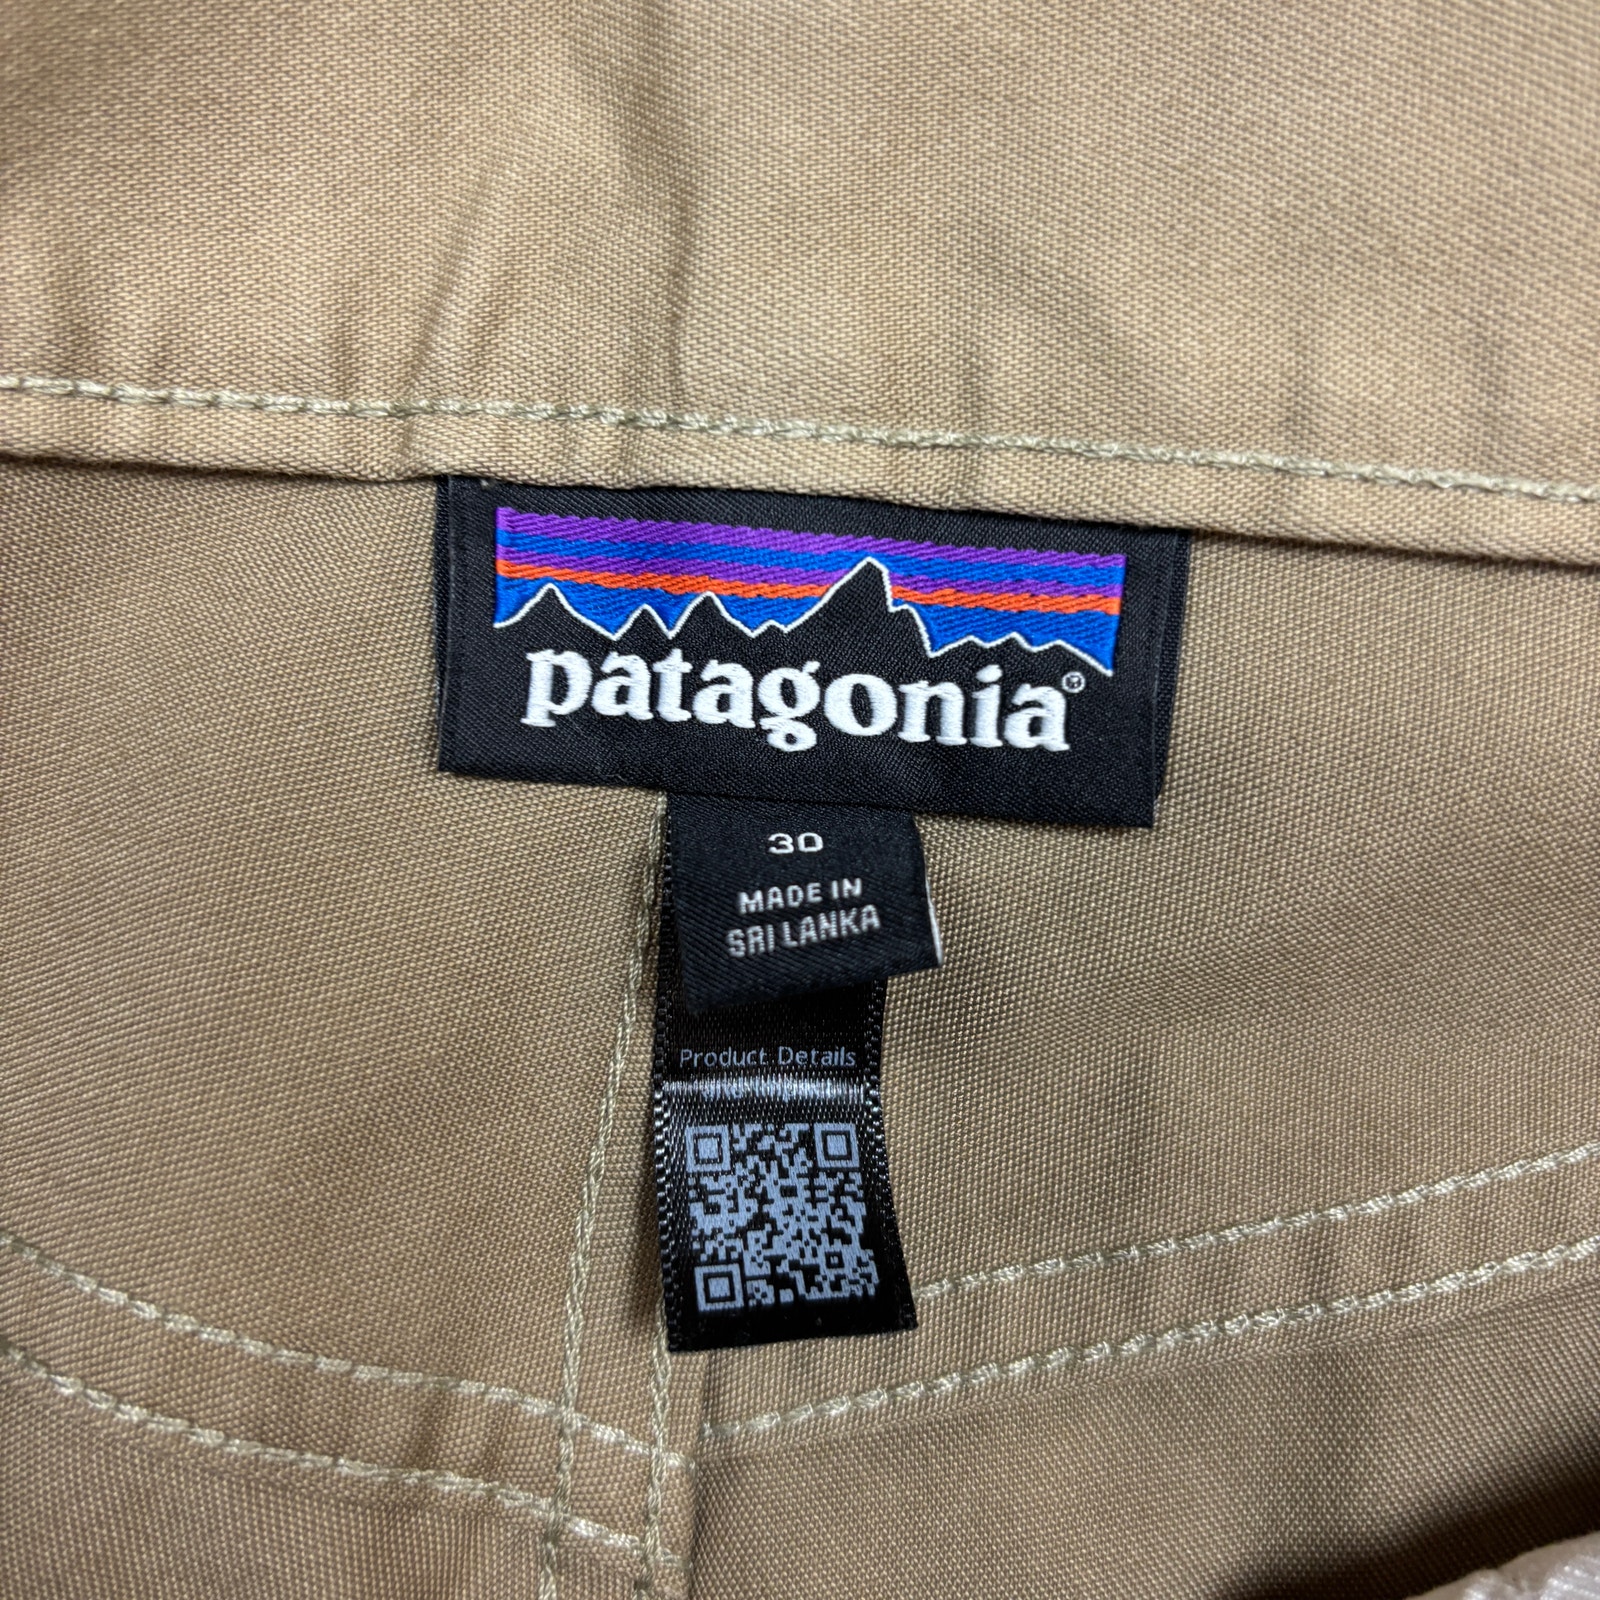 patagonia®
30
MADE IN
SRI LANKA
Product Details